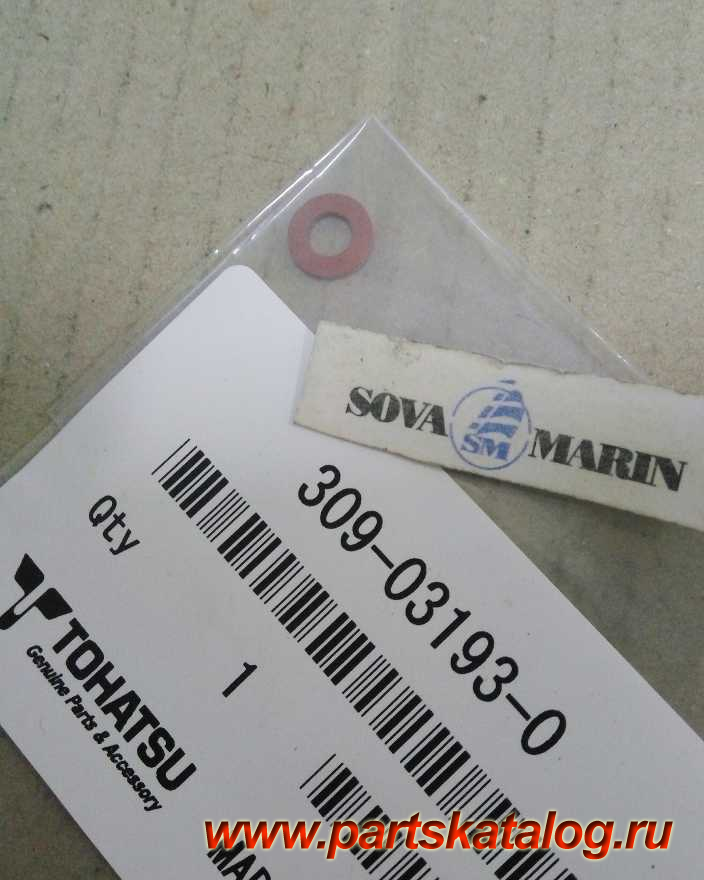 SOVA SM MARIN
309-03193-0
Qty
1
TOHATSU
Genuine Parts & Accessory
www.partskatalog.ru